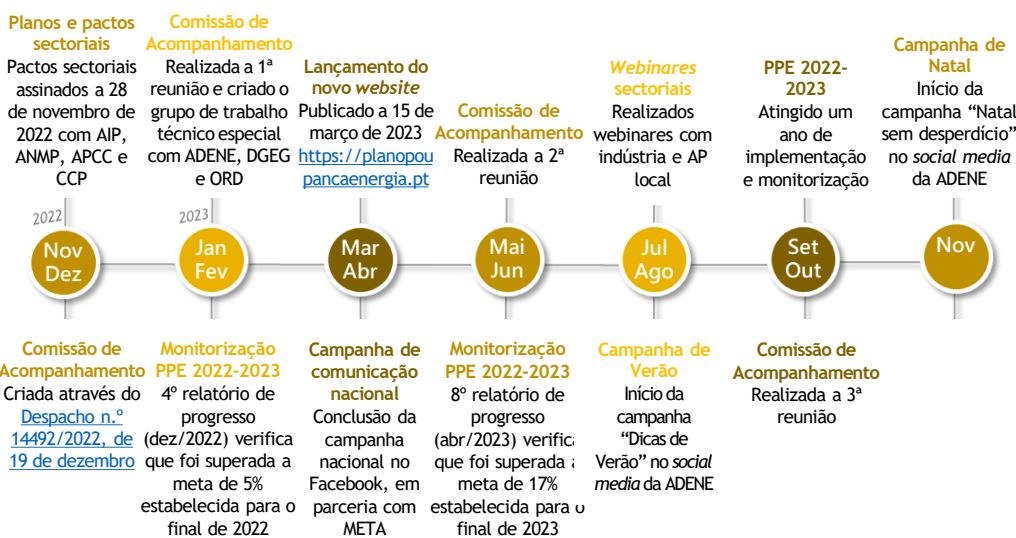 Planos e pactos
sectoriais
Pactos sectoriais
assinados a 28
de novembro de
2022 com AIP,
ANMP, APCC e
CCP
Comissão de
Acompanhamento
Realizada a 1ª
reunião e criado o
grupo de trabalho
técnico especial
com ADENE, DGEG
e ORD
Lançamento do
novo website
Publicado a 15 de
março de 2023
https://planopou
pancaenergia.pt
Comissão de
Acompanhamento
Realizada a 2ª
reunião
Webinares
sectoriais
Realizados
webinares com
indústria e AP
local
PPE 2022-
2023
Atingido um
ano de
implementação
e monitorização
Campanha de
Natal
Início da
campanha “Natal
sem desperdício”
no social media
da ADENE
2022
2023
Nov
Dez
Jan
Fev
Mar
Abr
Mai
Jun
Jul
Ago
Set
Out
Nov
Comissão de
Acompanhamento
Criada através do
Despacho n.º
14492/2022, de
19 de dezembro
Monitorização
PPE 2022-2023
4º relatório de
progresso
(dez/2022) verifica
que foi superada a
meta de 5%
estabelecida para o
final de 2022
Campanha de
comunicação
nacional
Conclusão da
campanha
nacional no
Facebook, em
parceria com
META
Monitorização
PPE 2022-2023
8º relatório de
progresso
(abr/2023) verifica
que foi superada a
meta de 17%
estabelecida para o
final de 2023
Campanha de
Verão
Início da
campanha
“Dicas de
Verão” no social
media da ADENE
Comissão de
Acompanhamento
Realizada a 3ª
reunião